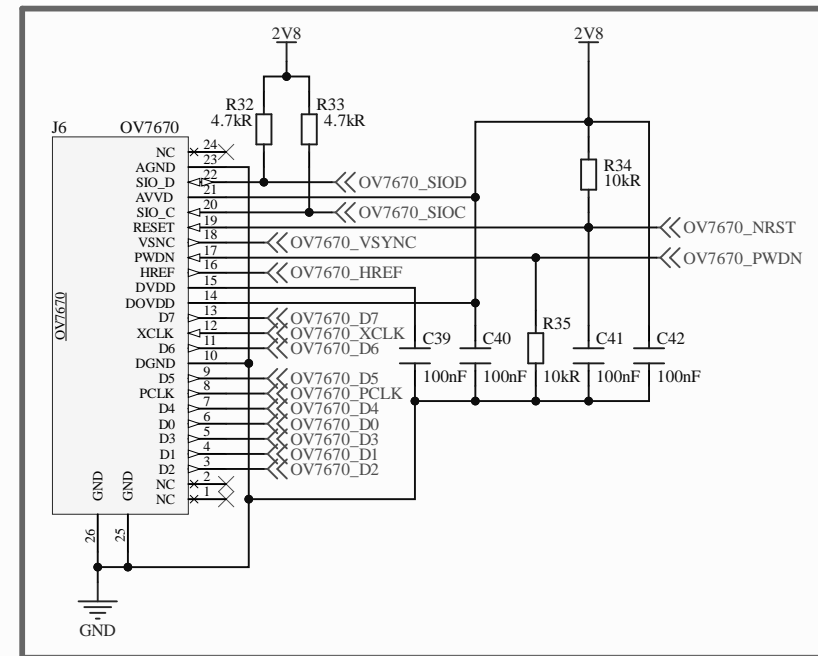 2V8
2V8
R32
4.7kR
R33
4.7kR
J6
OV7670
R34
10kR
NC 24
AGND 23
SIO_D 22 OV7670_SIOD
AVVD 21
SIO_C 20 OV7670_SIOC
RESET 19 OV7670_NRST
VSNC 18 OV7670_VSYNC
PWDN 17 OV7670_PWDN
HREF 16 OV7670_HREF
DVDD 15
DOVDD 14
D7 13 OV7670_D7
XCLK 12 OV7670_XCLK
D6 11 OV7670_D6
DGND 10
D5 9 OV7670_D5
PCLK 8 OV7670_PCLK
D4 7 OV7670_D4
D0 6 OV7670_D0
D3 5 OV7670_D3
D1 4 OV7670_D1
D2 3 OV7670_D2
NC 2
NC 1
OV7670
C39
100nF
C40
100nF
R35
10kR
C41
100nF
C42
100nF
GND
GND
26
25
GND